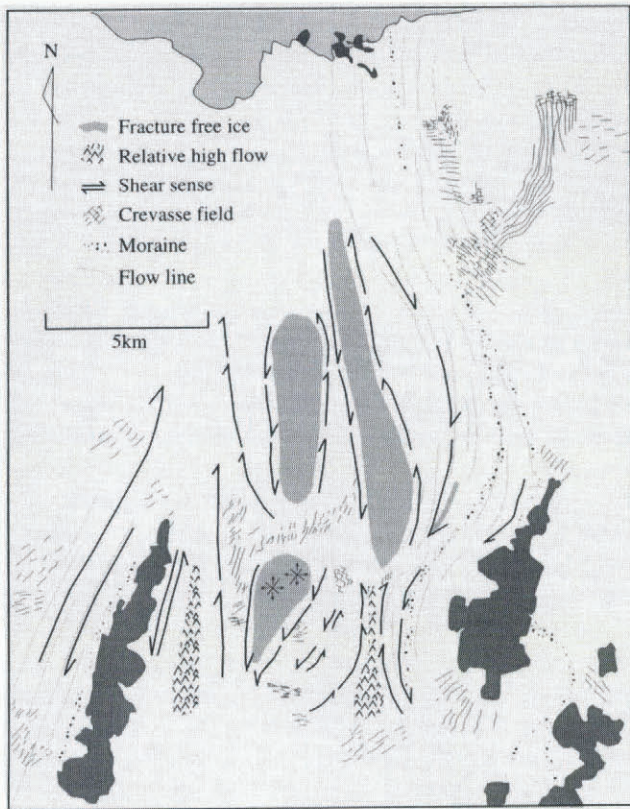 N
Fracture free ice
Relative high flow
Shear sense
Crevasse field
Moraine
Flow line
5km